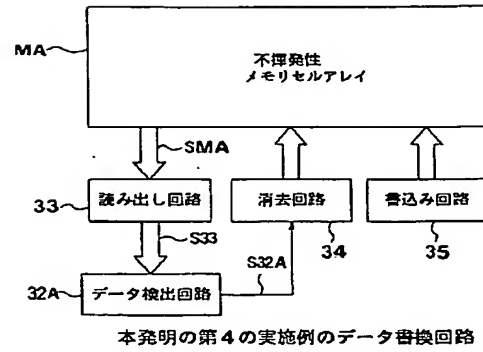 MA
不揮発性
メモリセルアレイ
SMA
33
読み出し回路
消去回路
書込み回路
S33
34
35
32A
データ検出回路
S32A
本発明の第4の実施例のデータ書換回路